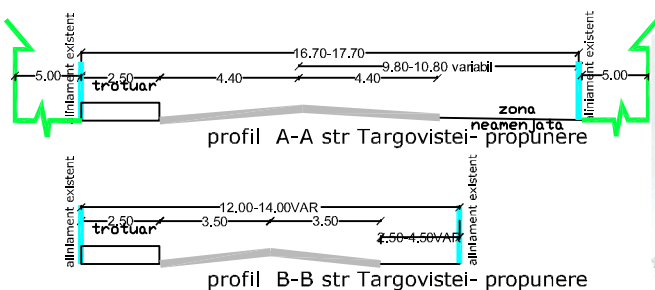 16.70-17.70
9.80-10.80 variabil
5.00
2.50
4.40
4.40
5.00
aliniament existent
trotuar
aliniament existent
zona
neamenjata
profil A-A str Targovistei- propunere
12.00-14.00VAR
2.50
3.50
3.50
2.50-4.50VAR
aliniament existent
trotuar
aliniament existent
profil B-B str Targovistei- propunere